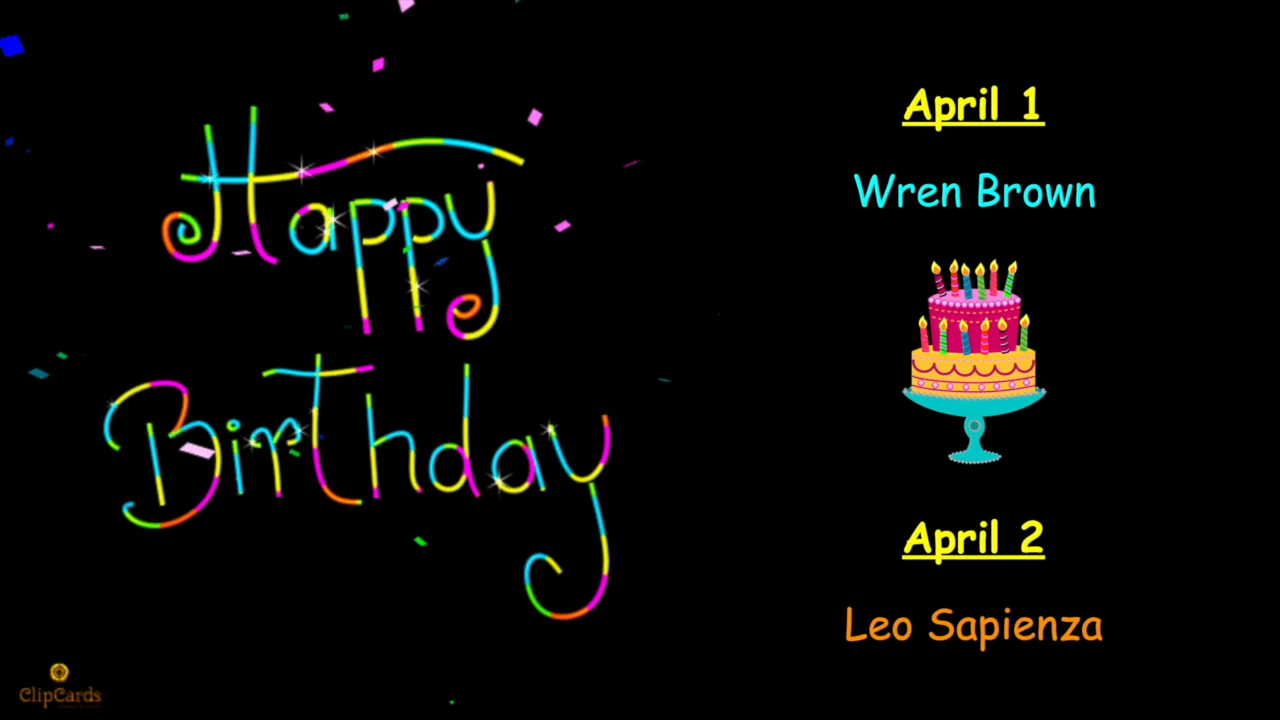 Happy
Birthday
April 1
Wren Brown
April 2
Leo Sapienza
ClipCards